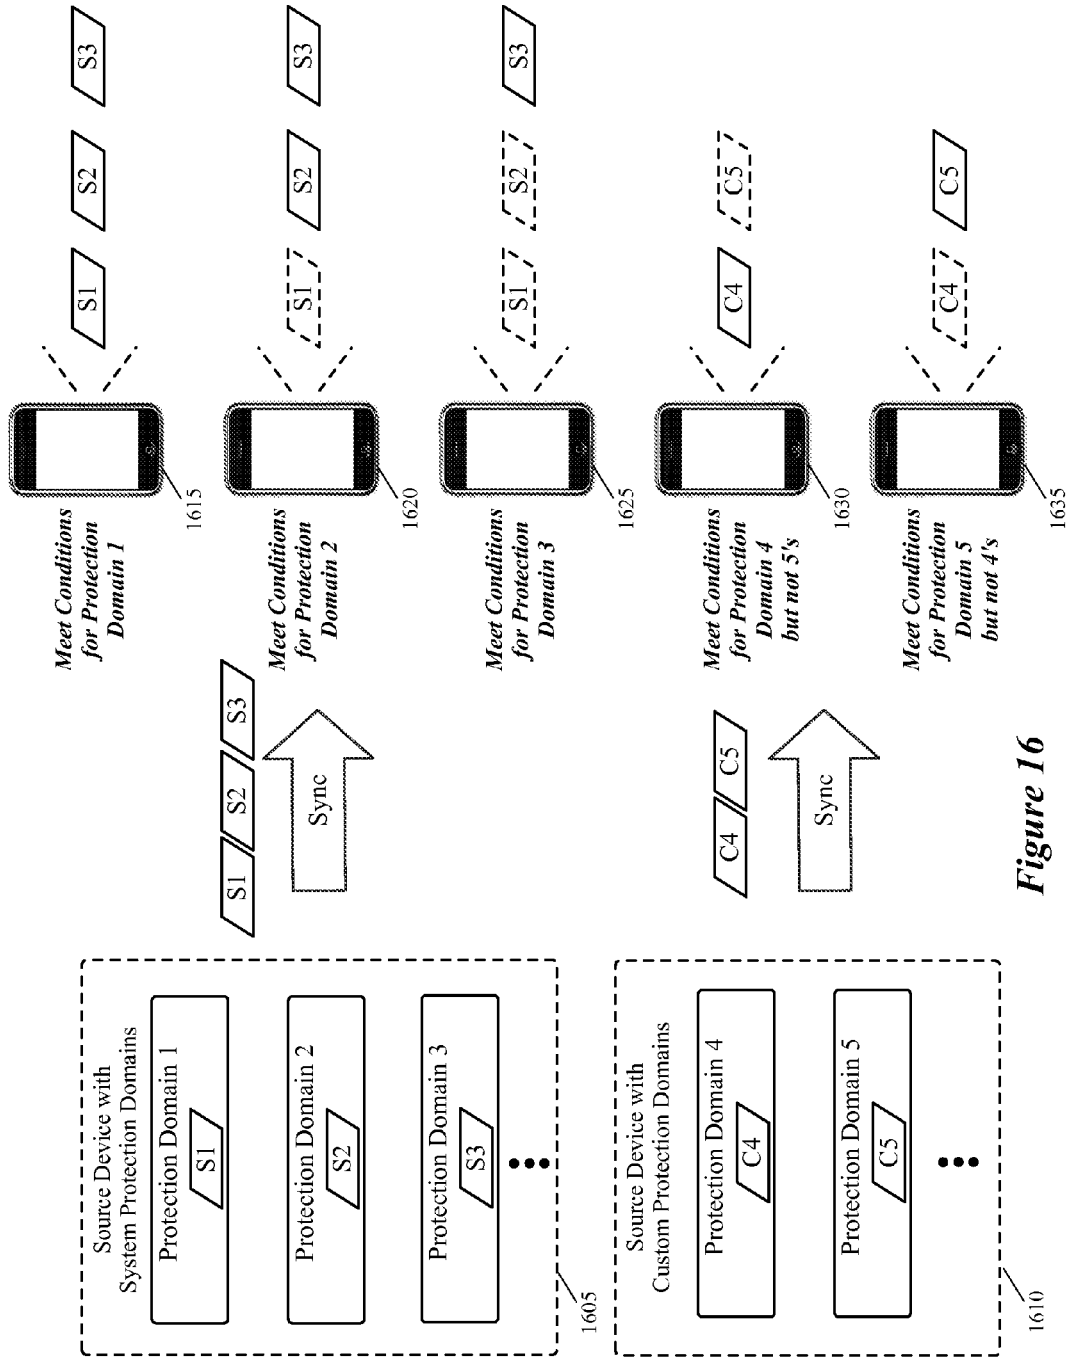 Source Device with
System Protection Domains
Protection Domain 1
S1
Protection Domain 2
S2
Protection Domain 3
S3
1605
Source Device with
Custom Protection Domains
Protection Domain 4
C4
Protection Domain 5
C5
1610
S1 S2 S3
Sync
C4 C5
Sync
Meet Conditions
for Protection
Domain 1
1615
S1 S2 S3
Meet Conditions
for Protection
Domain 2
1620
S1 S2 S3
Meet Conditions
for Protection
Domain 3
1625
S1 S2 S3
Meet Conditions
for Protection
Domain 4
but not 5's
1630
C4 C5
Meet Conditions
for Protection
Domain 5
but not 4's
1635
C4 C5
Figure 16